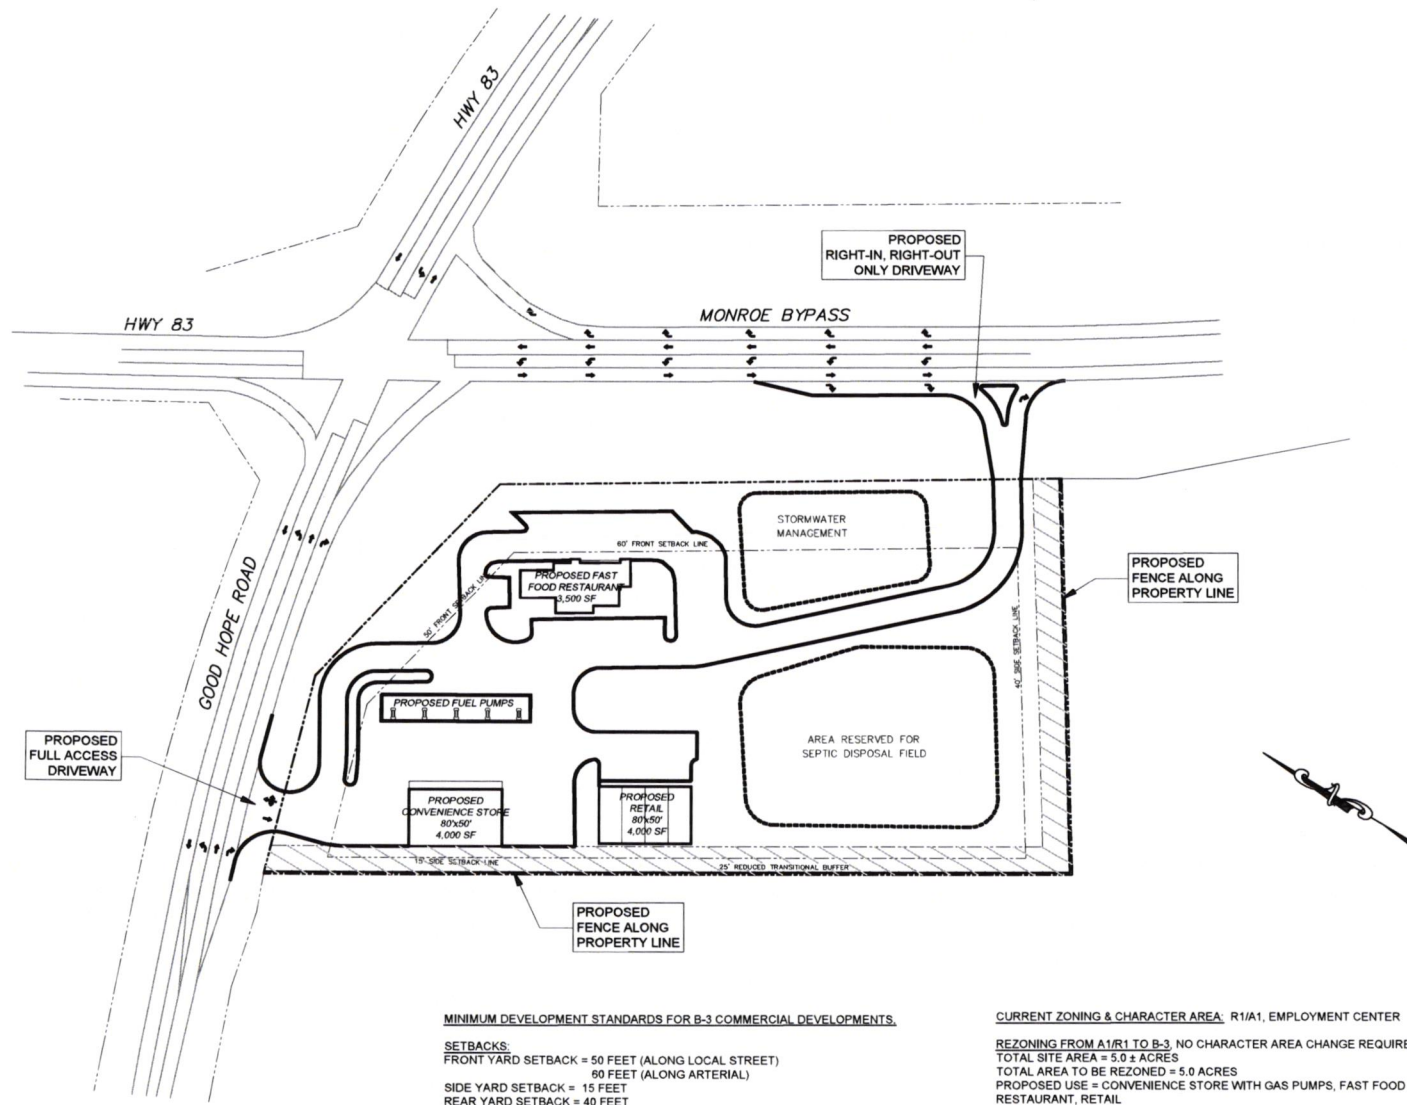 HWY 83
PROPOSED
RIGHT-IN, RIGHT-OUT
ONLY DRIVEWAY
HWY 83
MONROE BYPASS
STORMWATER
MANAGEMENT
60' FRONT SETBACK LINE
PROPOSED FAST
FOOD RESTAURANT
3,500 SF
50' FRONT SETBACK LINE
PROPOSED
FENCE ALONG
PROPERTY LINE
GOOD HOPE ROAD
40' SIDE SETBACK LINE
PROPOSED FUEL PUMPS
PROPOSED
FULL ACCESS
DRIVEWAY
AREA RESERVED FOR
SEPTIC DISPOSAL FIELD
PROPOSED
CONVENIENCE STORE
80'x50'
4,000 SF
PROPOSED
RETAIL
80'x50'
4,000 SF
15' SIDE SETBACK LINE
25' REDUCED TRANSITIONAL BUFFER
PROPOSED
FENCE ALONG
PROPERTY LINE
MINIMUM DEVELOPMENT STANDARDS FOR B-3 COMMERCIAL DEVELOPMENTS.
SETBACKS:
FRONT YARD SETBACK = 50 FEET (ALONG LOCAL STREET)
60 FEET (ALONG ARTERIAL)
SIDE YARD SETBACK = 15 FEET
REAR YARD SETBACK = 40 FEET
CURRENT ZONING & CHARACTER AREA: R1/A1, EMPLOYMENT CENTER
REZONING FROM A1/R1 TO B-3, NO CHARACTER AREA CHANGE REQUIRE
TOTAL SITE AREA = 5.0 ± ACRES
TOTAL AREA TO BE REZONED = 5.0 ACRES
PROPOSED USE = CONVENIENCE STORE WITH GAS PUMPS, FAST FOOD
RESTAURANT, RETAIL